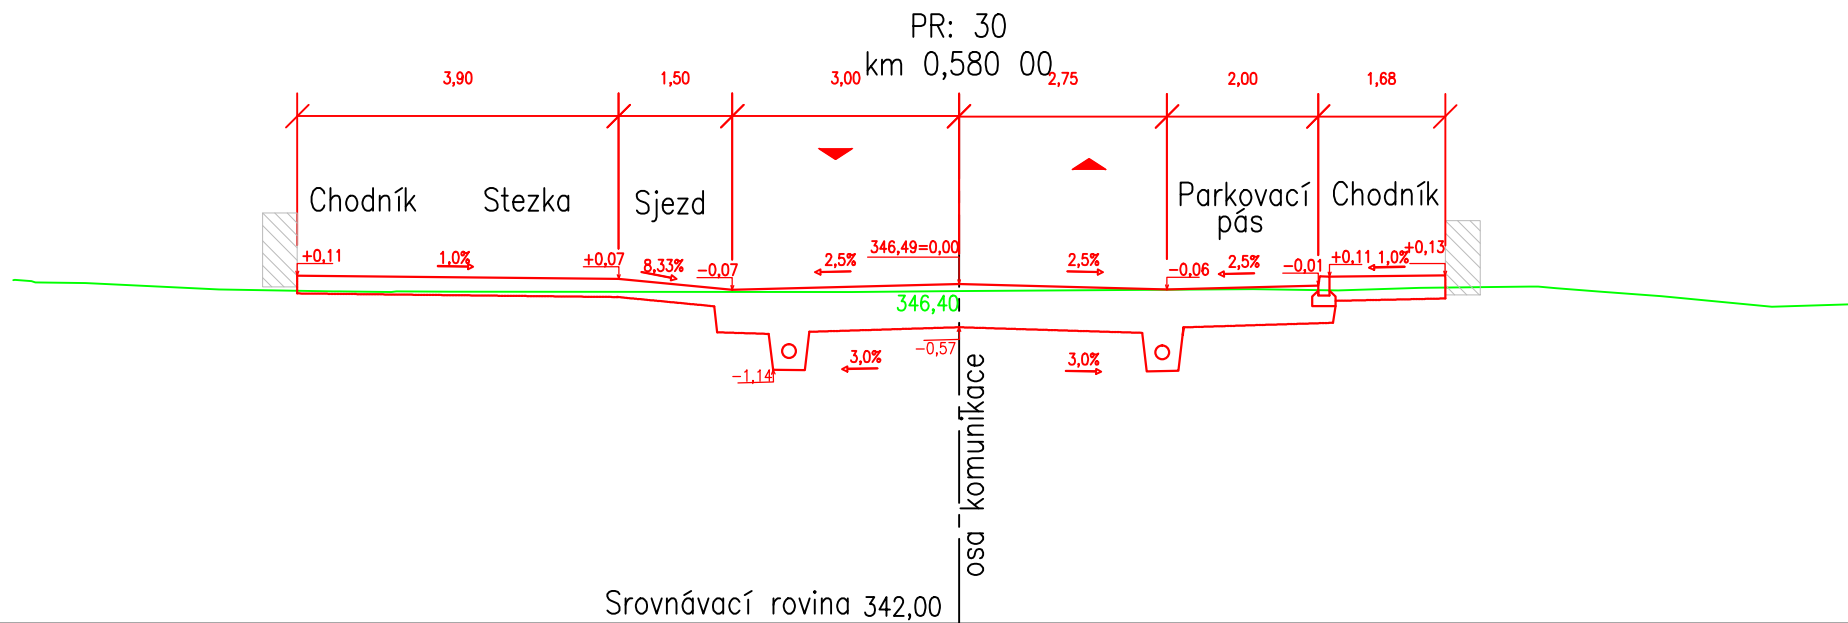 PR: 30
km 0,580 00
3,90 1,50 3,00 2,75 2,00 1,68
Chodník Stezka Sjezd Parkovací pás Chodník
+0,11 1,0% +0,07 8,33% -0,07 2,5% 346,49=0,00 2,5% -0,06 2,5% -0,01 +0,11 1,0% +0,13
346,40
-0,57
-1,14 3,0% 3,0%
osa komunikace
Srovnávací rovina 342,00